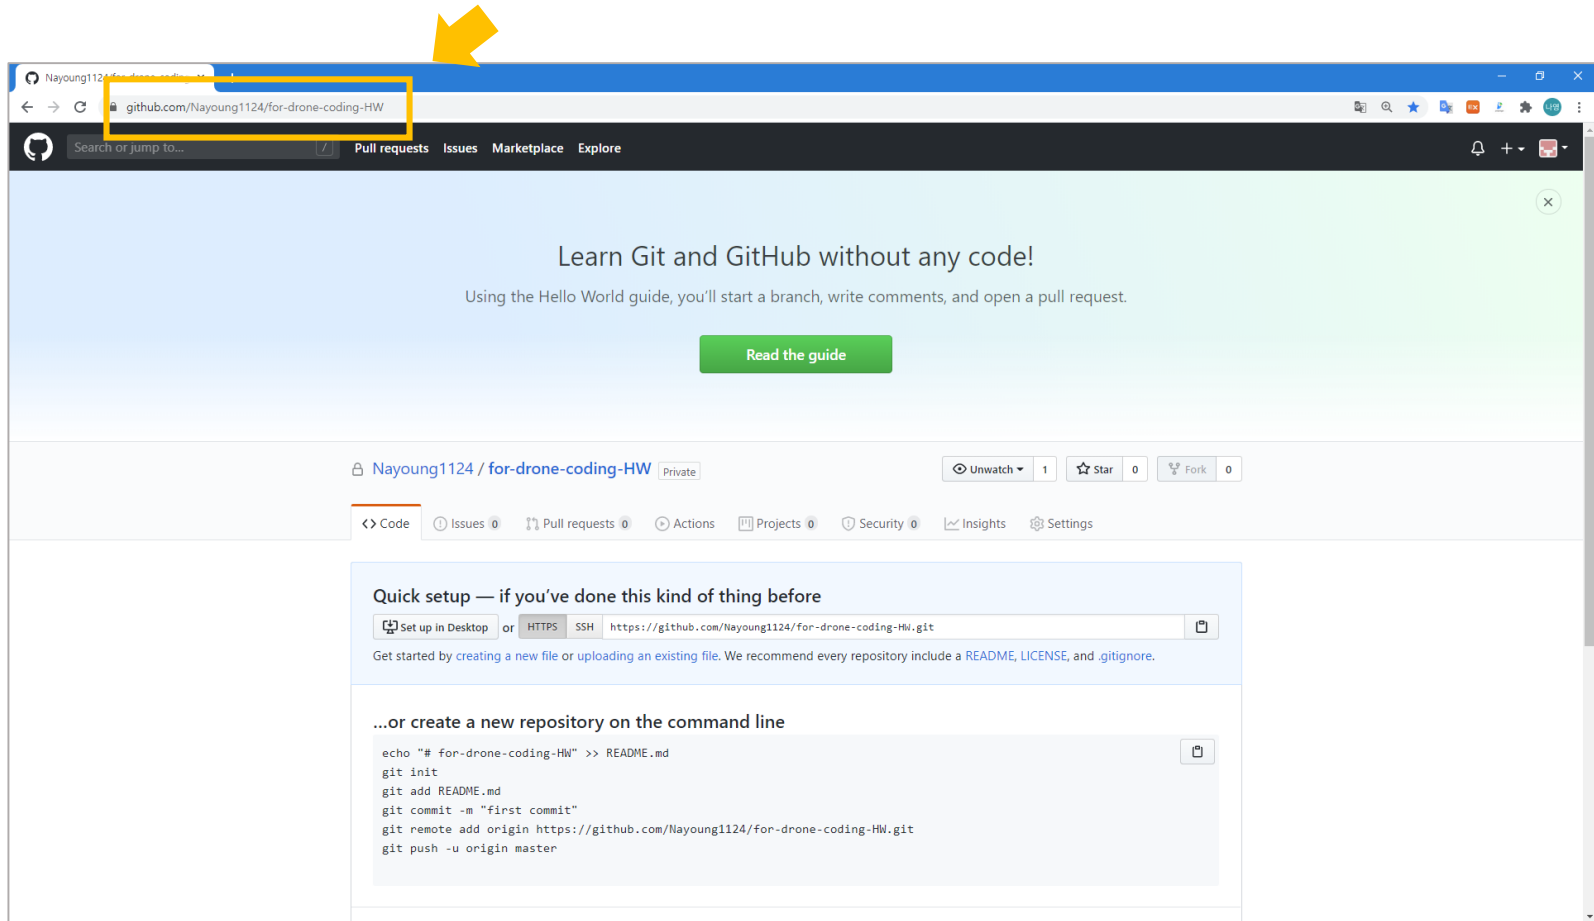 Nayoung1124/for-drone-coding
github.com/Nayoung1124/for-drone-coding-HW
나영
Search or jump to...
/
Pull requests Issues Marketplace Explore
Learn Git and GitHub without any code!
Using the Hello World guide, you'll start a branch, write comments, and open a pull request.
Read the guide
Nayoung1124 / for-drone-coding-HW Private
Unwatch 1 Star 0 Fork 0
Code Issues 0 Pull requests 0 Actions Projects 0 Security 0 Insights Settings
Quick setup — if you've done this kind of thing before
Set up in Desktop or HTTPS SSH https://github.com/Nayoung1124/for-drone-coding-HW.git
Get started by creating a new file or uploading an existing file. We recommend every repository include a README, LICENSE, and .gitignore.
...or create a new repository on the command line
echo "# for-drone-coding-HW" >> README.md
git init
git add README.md
git commit -m "first commit"
git remote add origin https://github.com/Nayoung1124/for-drone-coding-HW.git
git push -u origin master